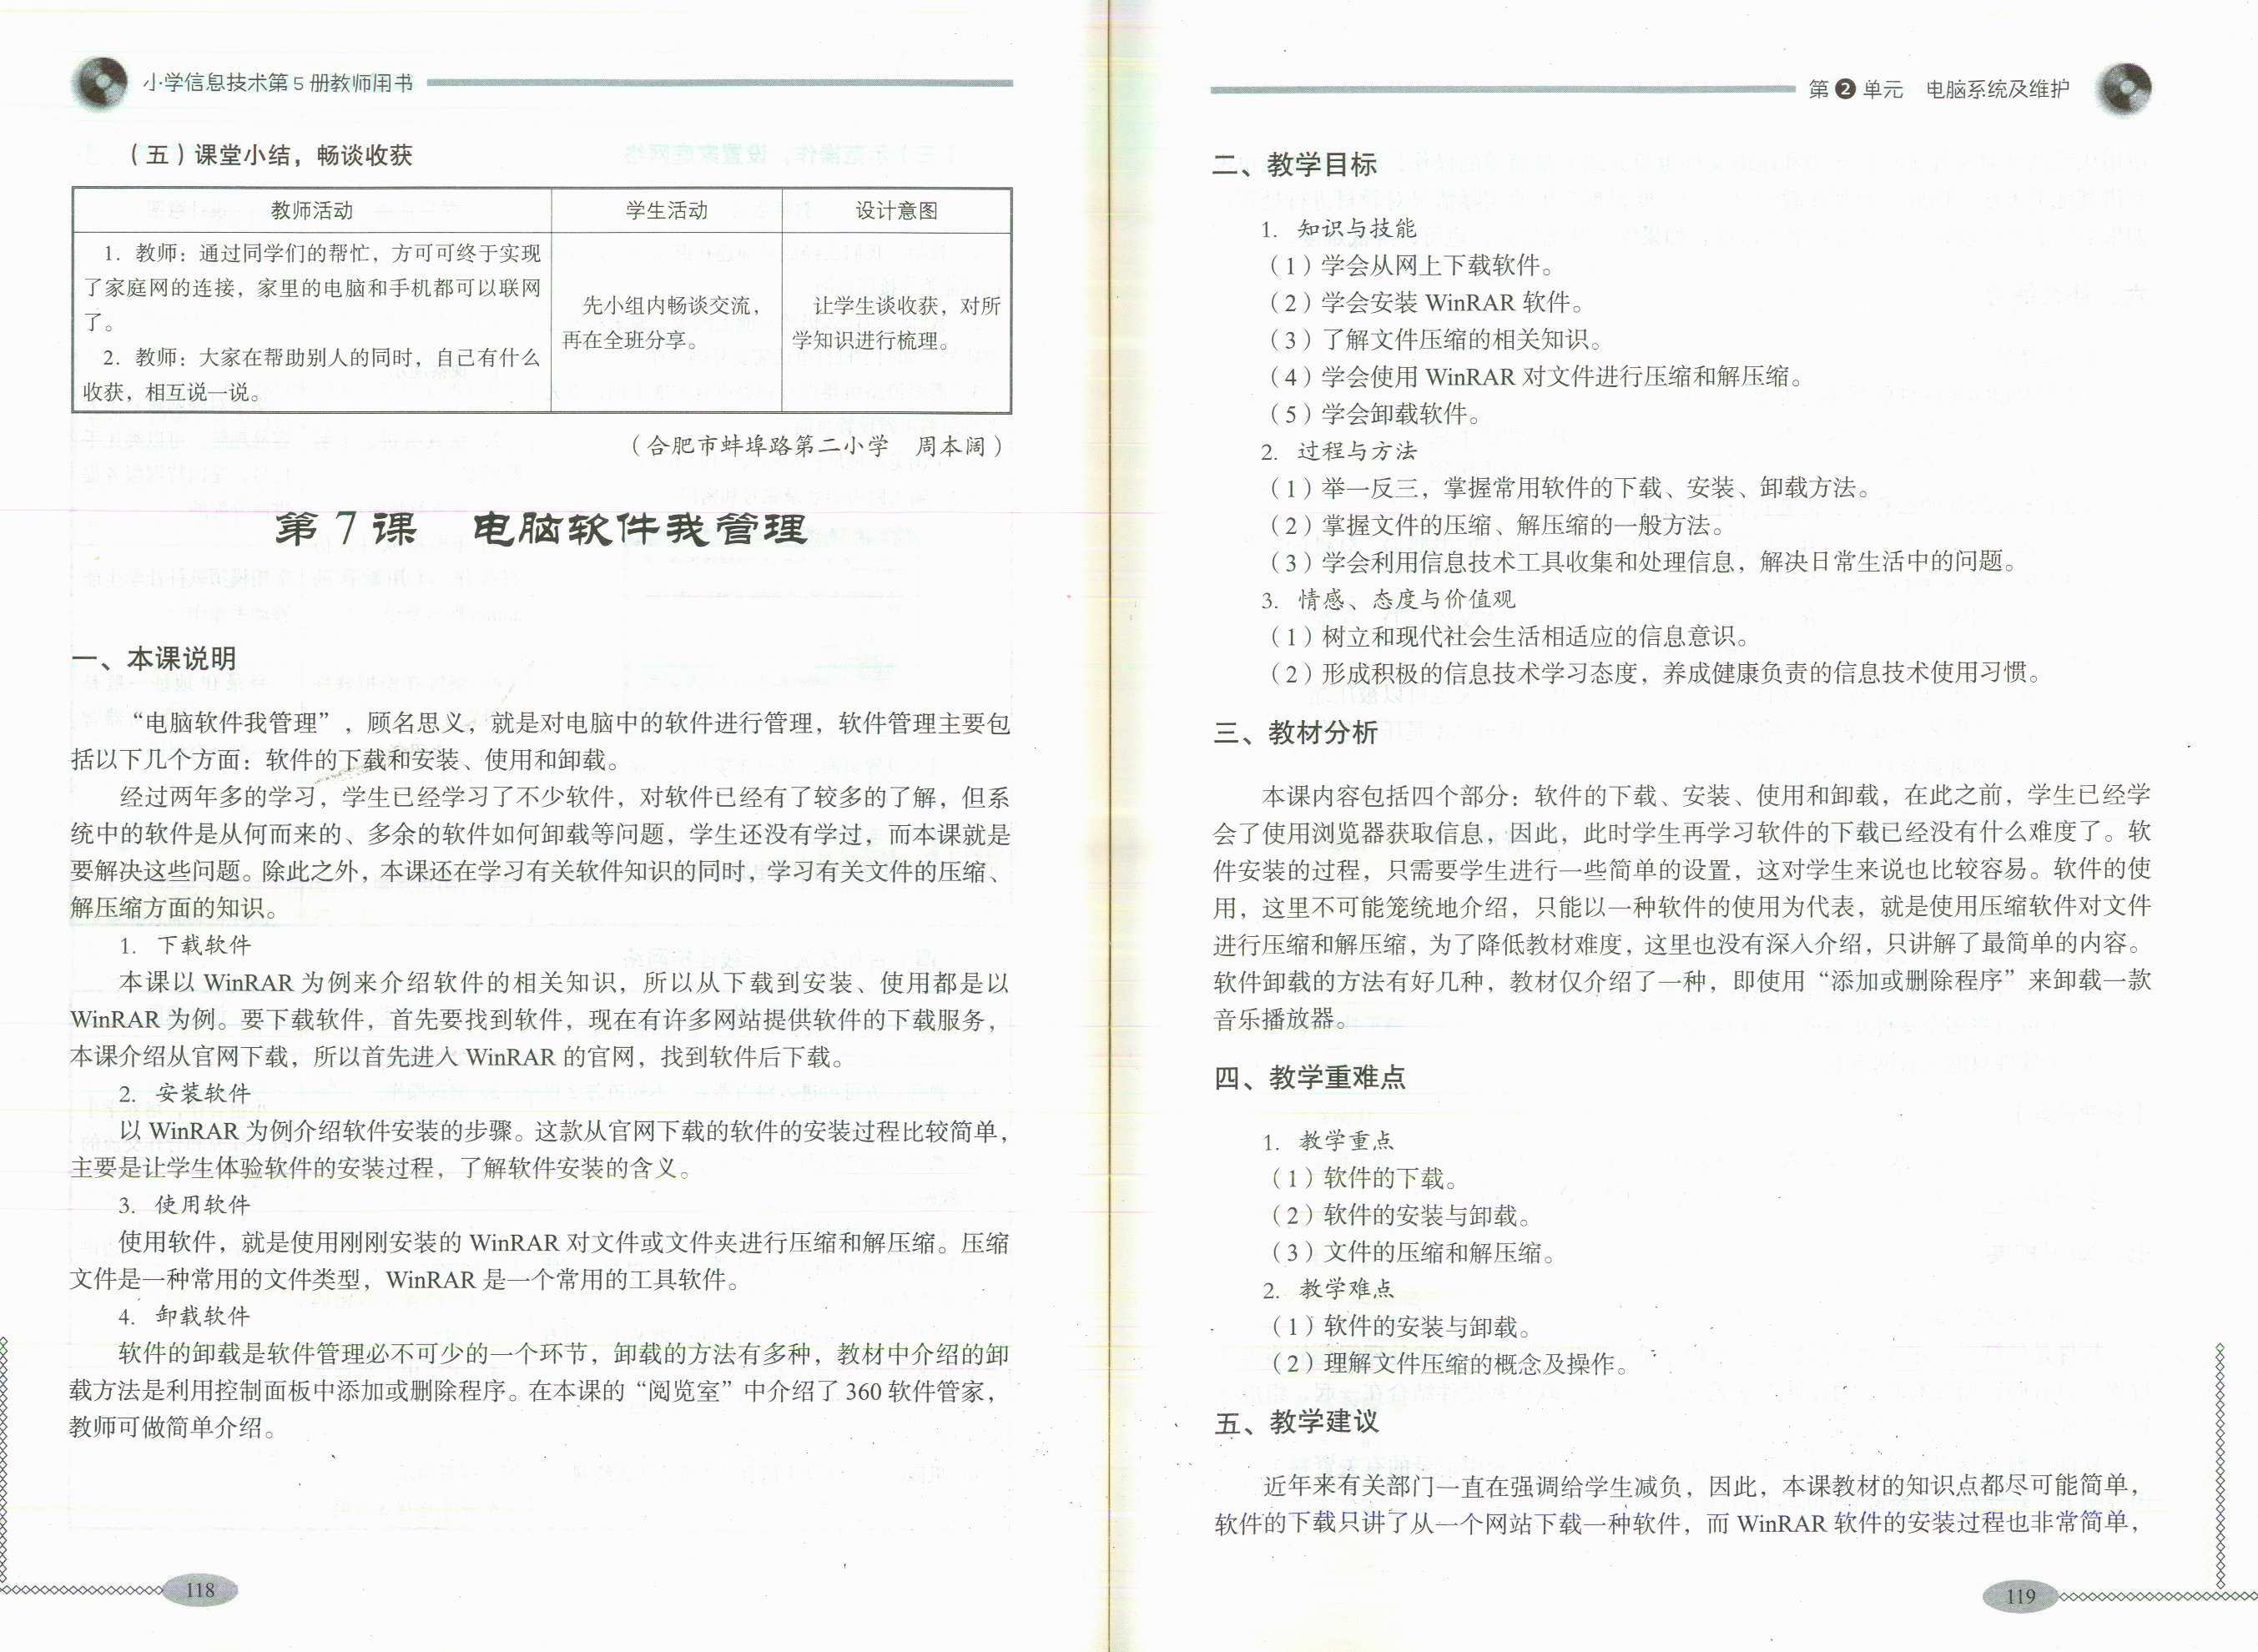 小学信息技术第5册教师用书
（五）课堂小结，畅谈收获
教师活动
学生活动
设计意图
1. 教师：通过同学们的帮忙，方可可终于实现
了家庭网的连接，家里的电脑和手机都可以联网
了。
2. 教师：大家在帮助别人的同时，自己有什么
收获，相互说一说。
先小组内畅谈交流，
再在全班分享。
让学生谈收获，对所
学知识进行梳理。
（合肥市蚌埠路第二小学　周本阔）
第7课　电脑软件我管理
一、本课说明
“电脑软件我管理”，顾名思义，就是对电脑中的软件进行管理，软件管理主要包
括以下几个方面：软件的下载和安装、使用和卸载。
经过两年多的学习，学生已经学习了不少软件，对软件已经有了较多的了解，但系
统中的软件是从何而来的、多余的软件如何卸载等问题，学生还没有学过，而本课就是
要解决这些问题。除此之外，本课还在学习有关软件知识的同时，学习有关文件的压缩、
解压缩方面的知识。
1. 下载软件
本课以 WinRAR 为例来介绍软件的相关知识，所以从下载到安装、使用都是以
WinRAR 为例。要下载软件，首先要找到软件，现在有许多网站提供软件的下载服务，
本课介绍从官网下载，所以首先进入 WinRAR 的官网，找到软件后下载。
2. 安装软件
以 WinRAR 为例介绍软件安装的步骤。这款从官网下载的软件的安装过程比较简单，
主要是让学生体验软件的安装过程，了解软件安装的含义。
3. 使用软件
使用软件，就是使用刚刚安装的 WinRAR 对文件或文件夹进行压缩和解压缩。压缩
文件是一种常用的文件类型，WinRAR 是一个常用的工具软件。
4. 卸载软件
软件的卸载是软件管理必不可少的一个环节，卸载的方法有多种，教材中介绍的卸
载方法是利用控制面板中添加或删除程序。在本课的“阅览室”中介绍了 360 软件管家，
教师可做简单介绍。
118
第2单元　电脑系统及维护
二、教学目标
1. 知识与技能
（1）学会从网上下载软件。
（2）学会安装 WinRAR 软件。
（3）了解文件压缩的相关知识。
（4）学会使用 WinRAR 对文件进行压缩和解压缩。
（5）学会卸载软件。
2. 过程与方法
（1）举一反三，掌握常用软件的下载、安装、卸载方法。
（2）掌握文件的压缩、解压缩的一般方法。
（3）学会利用信息技术工具收集和处理信息，解决日常生活中的问题。
3. 情感、态度与价值观
（1）树立和现代社会生活相适应的信息意识。
（2）形成积极的信息技术学习态度，养成健康负责的信息技术使用习惯。
三、教材分析
本课内容包括四个部分：软件的下载、安装、使用和卸载，在此之前，学生已经学
会了使用浏览器获取信息，因此，此时学生再学习软件的下载已经没有什么难度了。软
件安装的过程，只需要学生进行一些简单的设置，这对学生来说也比较容易。软件的使
用，这里不可能笼统地介绍，只能以一种软件的使用为代表，就是使用压缩软件对文件
进行压缩和解压缩，为了降低教材难度，这里也没有深入介绍，只讲解了最简单的内容。
软件卸载的方法有好几种，教材仅介绍了一种，即使用“添加或删除程序”来卸载一款
音乐播放器。
四、教学重难点
1. 教学重点
（1）软件的下载。
（2）软件的安装与卸载。
（3）文件的压缩和解压缩。
2. 教学难点
（1）软件的安装与卸载。
（2）理解文件压缩的概念及操作。
五、教学建议
近年来有关部门一直在强调给学生减负，因此，本课教材的知识点都尽可能简单，
软件的下载只讲了从一个网站下载一种软件，而 WinRAR 软件的安装过程也非常简单，
119